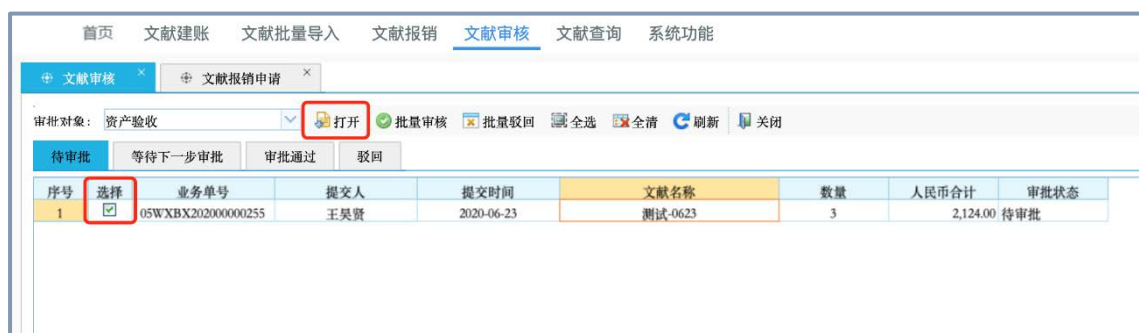 首页 文献建账 文献批量导入 文献报销 文献审核 文献查询 系统功能
文献审核 × 文献报销申请 ×
审批对象: 资产验收 打开 批量审核 批量驳回 全选 全清 刷新 关闭
待审批 等待下一步审批 审批通过 驳回
序号 选择 业务单号 提交人 提交时间 文献名称 数量 人民币合计 审批状态
1 05WXBX202000000255 王昊贤 2020-06-23 测试-0623 3 2,124.00 待审批